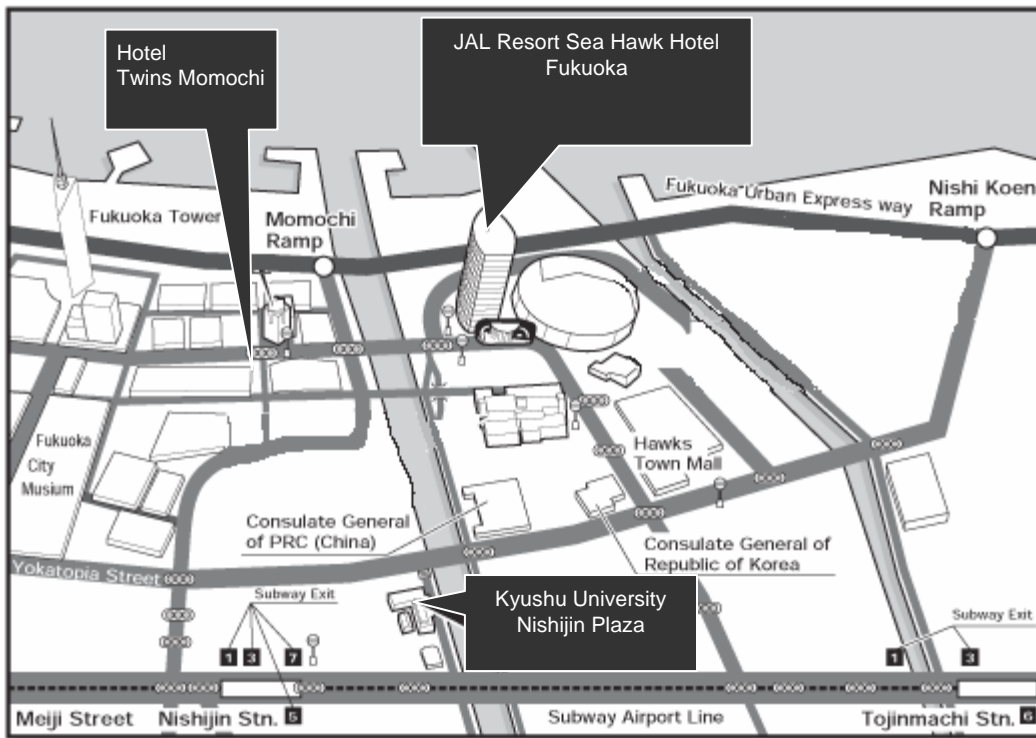 Hotel
Twins Momochi
JAL Resort Sea Hawk Hotel
Fukuoka
Fukuoka Urban Express way
Nishi Koen
Ramp
Fukuoka Tower
Momochi
Ramp
Fukuoka
City
Musium
Hawks
Town Mall
Consulate General
of PRC (China)
Consulate General of
Republic of Korea
Yokatopia Street
Subway Exit
Kyushu University
Nishijin Plaza
Subway Exit
1 3 7
1 3
Meiji Street
Nishijin Stn. 5
Subway Airport Line
Tojinmachi Stn. 6